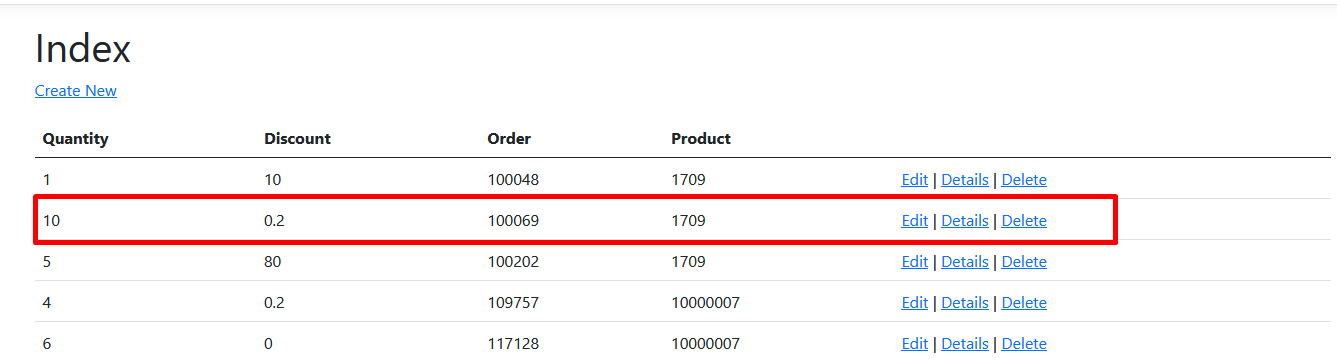 Index
Create New
Quantity Discount Order Product
1 10 100048 1709 Edit | Details | Delete
10 0.2 100069 1709 Edit | Details | Delete
5 80 100202 1709 Edit | Details | Delete
4 0.2 109757 10000007 Edit | Details | Delete
6 0 117128 10000007 Edit | Details | Delete